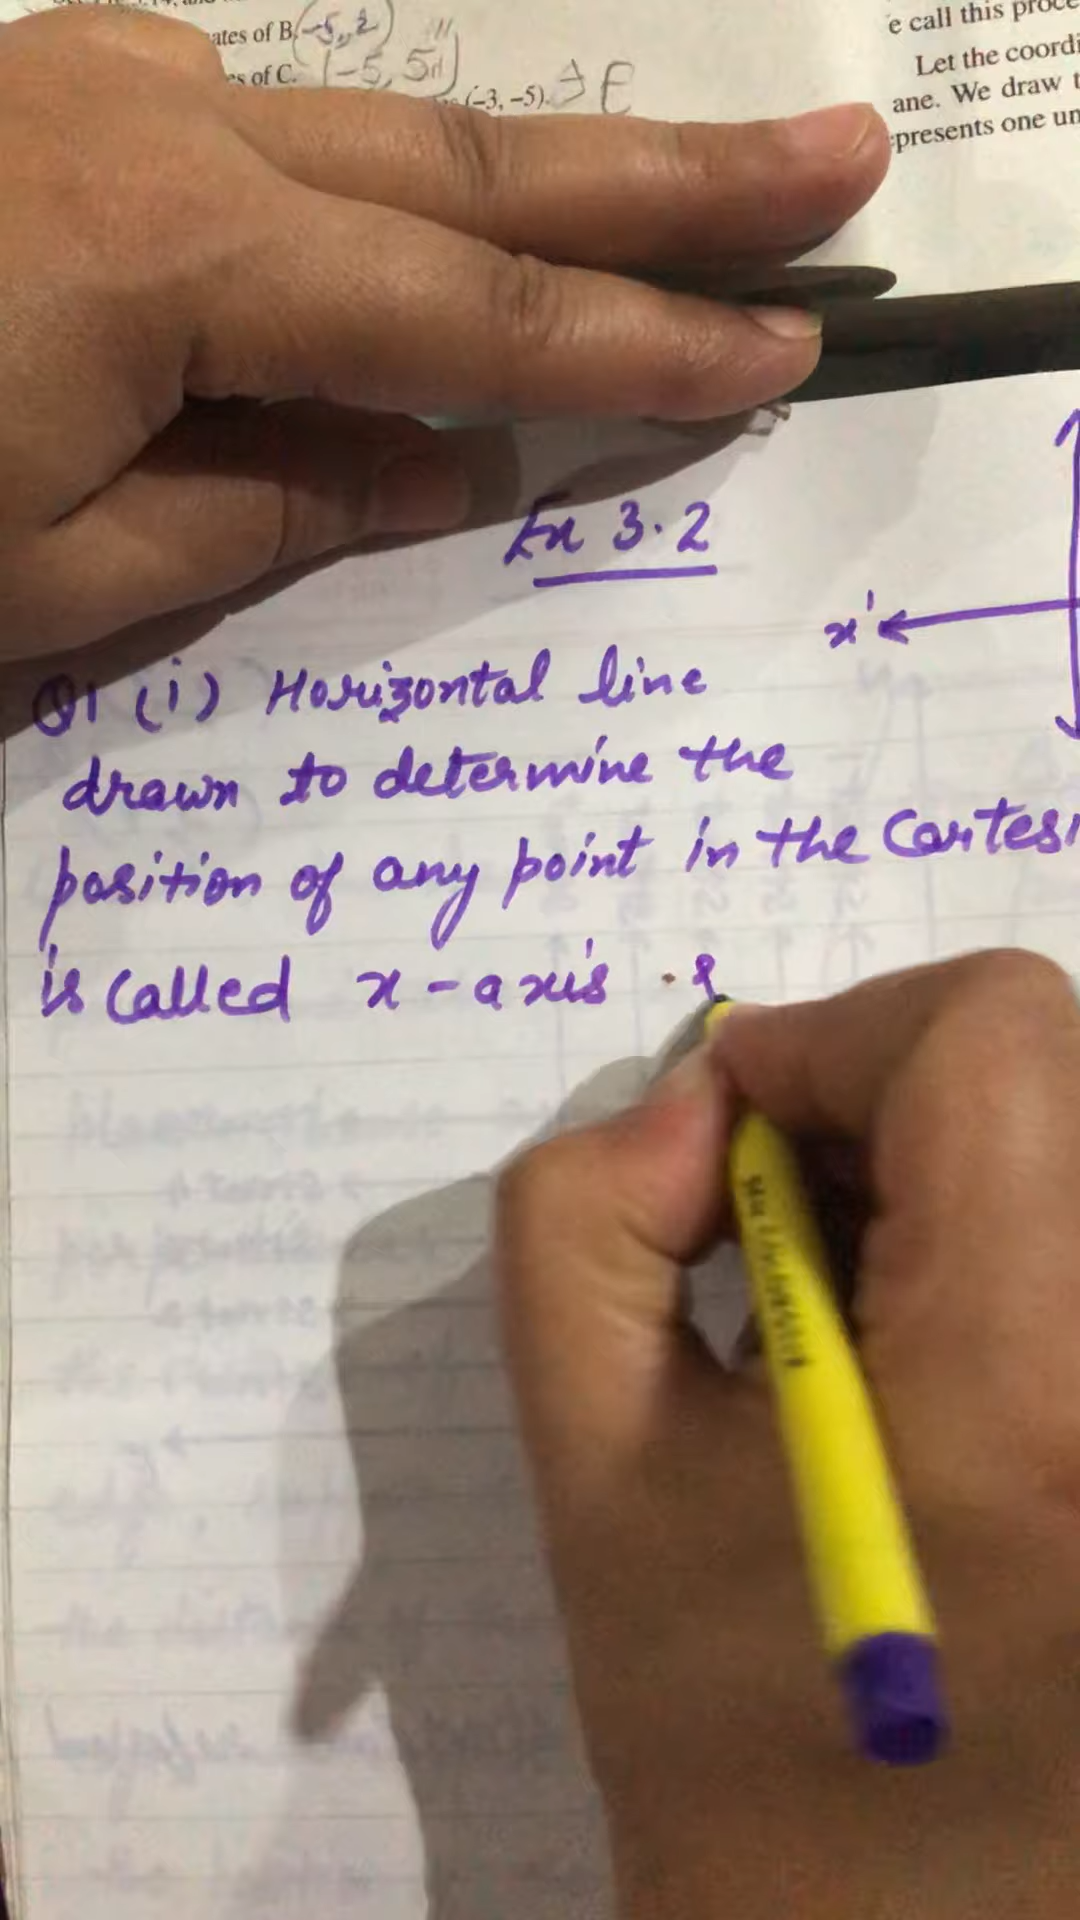 ates of B. (-5, 2)
s of C. (-5, 5)
(–3, –5). E
e call this proce
Let the coordi
ane. We draw t
presents one un
Ex 3.2
x'
Q1 (i) Horizontal line
drawn to determine the
position of any point in the Cartesi
is called x-axis .